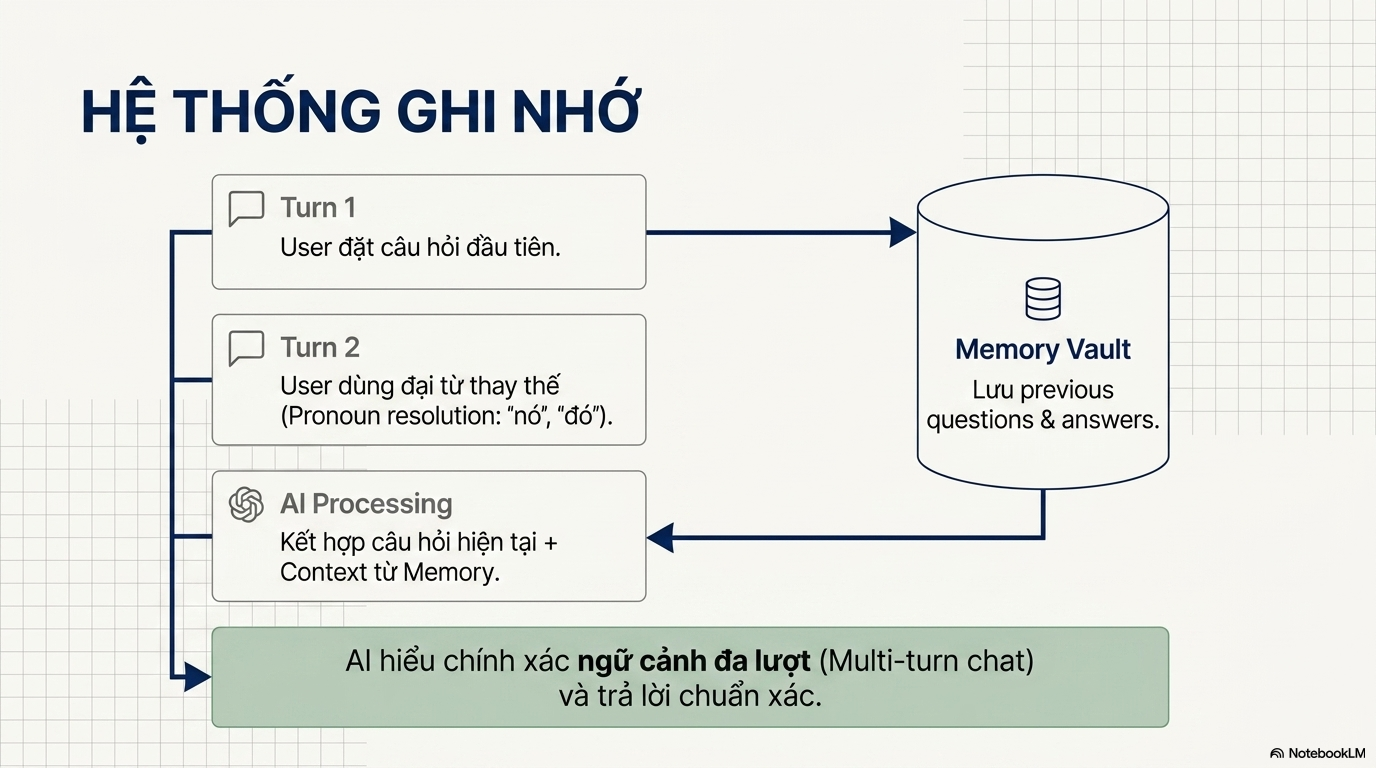 HỆ THỐNG GHI NHỚ
Turn 1
User đặt câu hỏi đầu tiên.
Turn 2
User dùng đại từ thay thế
(Pronoun resolution: “nó”, “đó”).
AI Processing
Kết hợp câu hỏi hiện tại +
Context từ Memory.
Memory Vault
Lưu previous
questions & answers.
AI hiểu chính xác ngữ cảnh đa lượt (Multi-turn chat)
và trả lời chuẩn xác.
NotebookLM